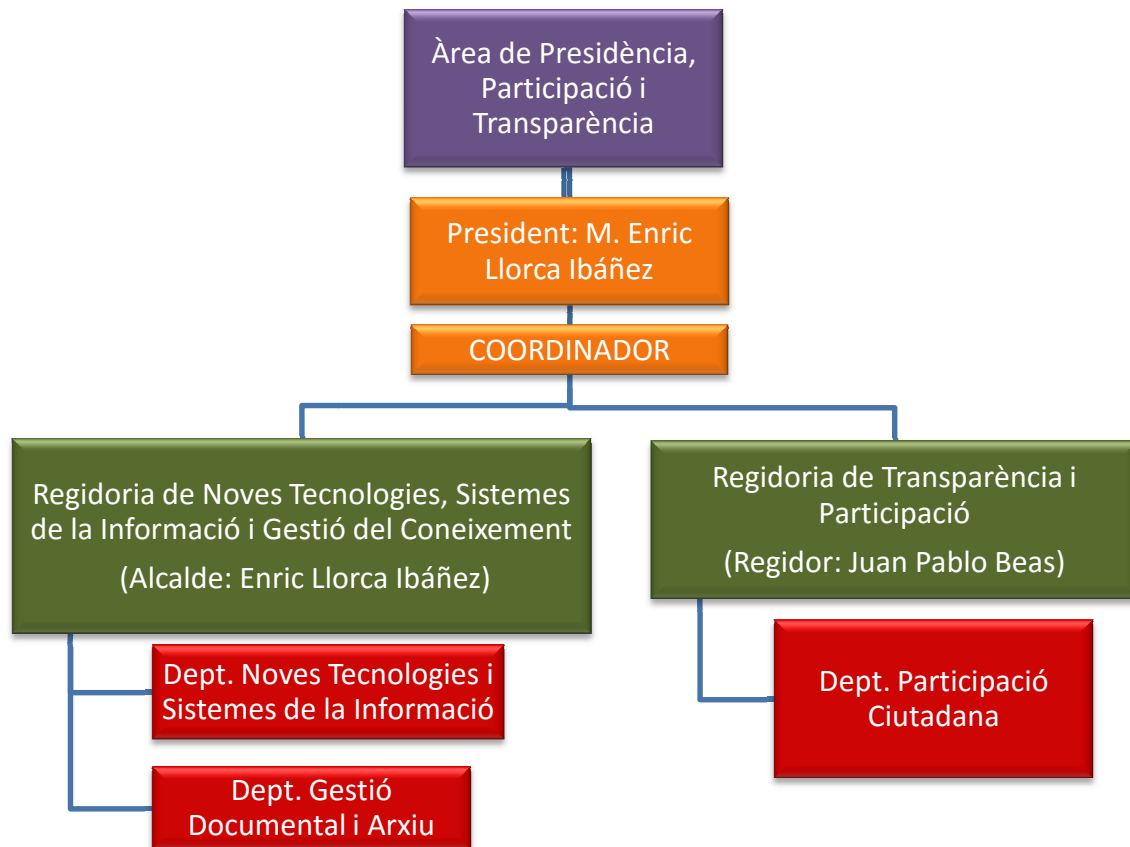 Àrea de Presidència,
Participació i
Transparència
President: M. Enric
Llorca Ibáñez
COORDINADOR
Regidoria de Noves Tecnologies, Sistemes
de la Informació i Gestió del Coneixement
(Alcalde: Enric Llorca Ibáñez)
Dept. Noves Tecnologies i
Sistemes de la Informació
Dept. Gestió
Documental i Arxiu
Regidoria de Transparència i
Participació
(Regidor: Juan Pablo Beas)
Dept. Participació
Ciutadana